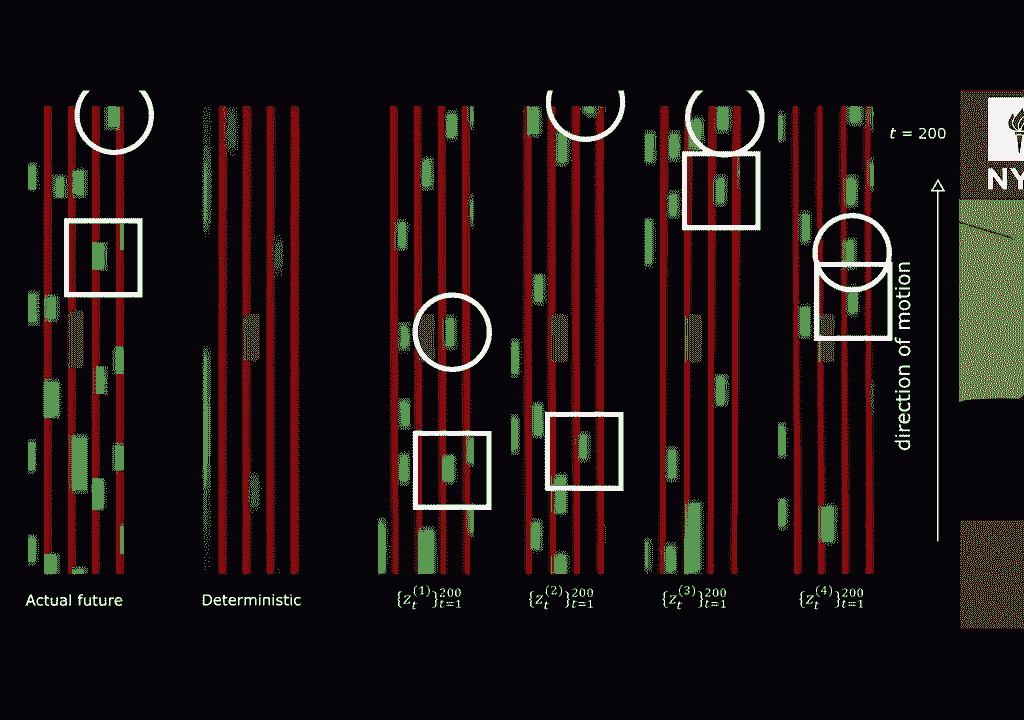 t = 200
NY
direction of motion
Actual future
Deterministic
{z_t^{(1)}}_{t=1}^{200}
{z_t^{(2)}}_{t=1}^{200}
{z_t^{(3)}}_{t=1}^{200}
{z_t^{(4)}}_{t=1}^{200}